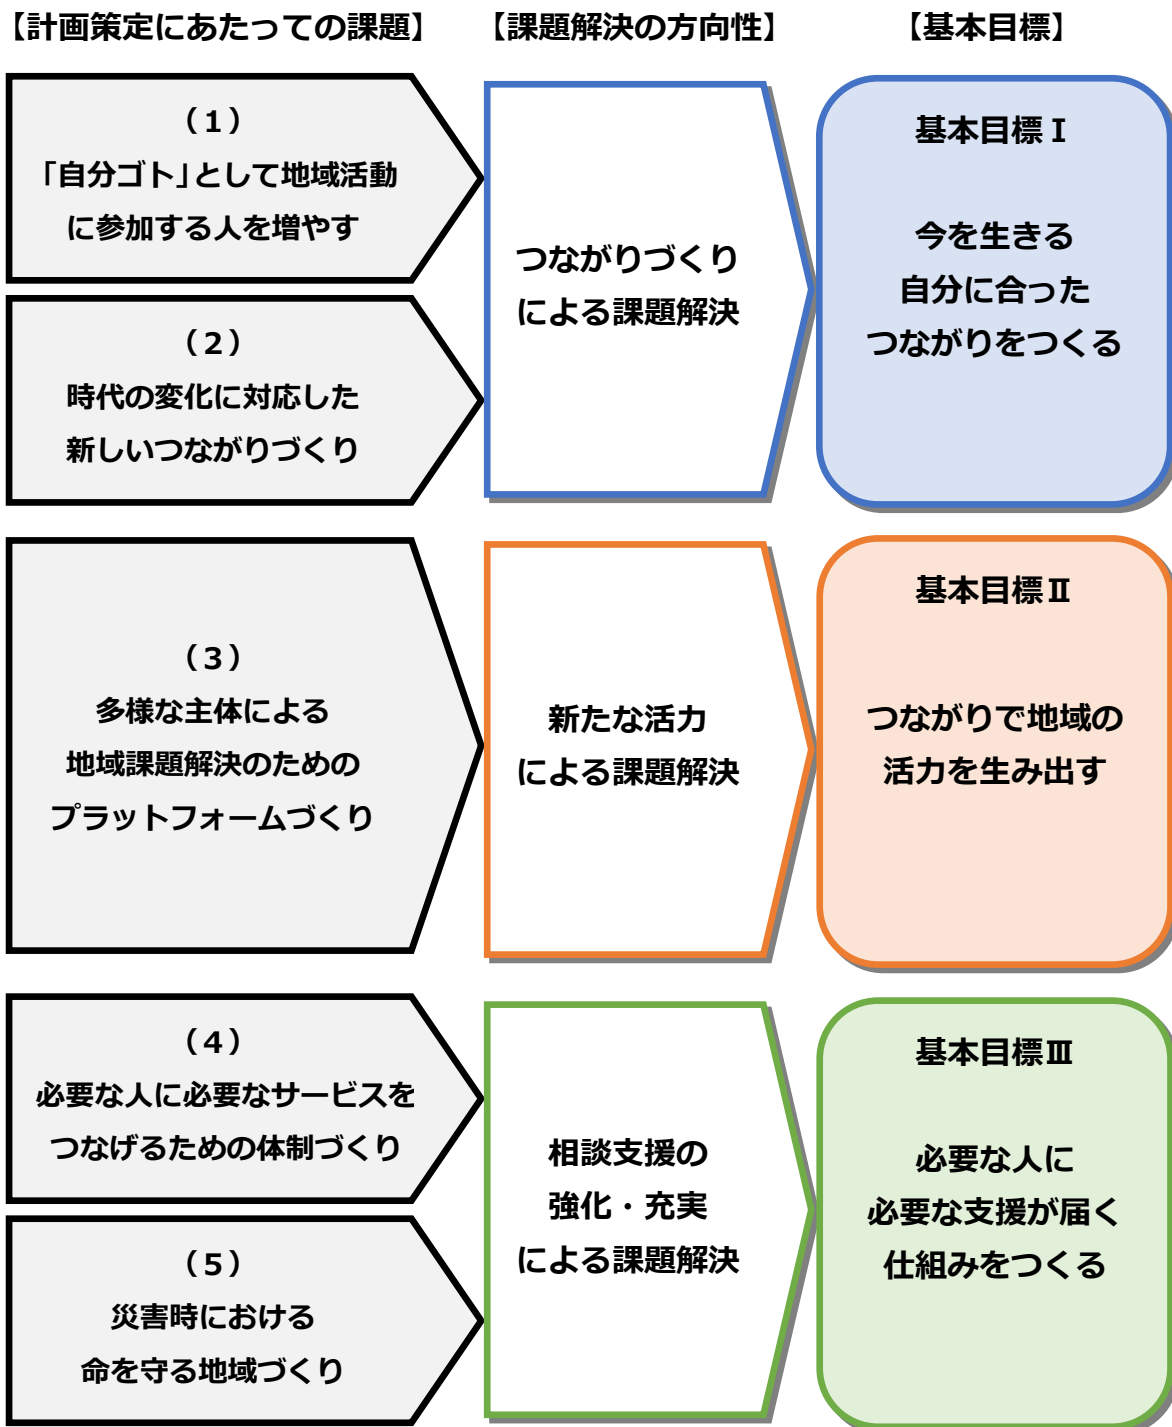 【計画策定にあたっての課題】
【課題解決の方向性】
【基本目標】
（１）
「自分ゴト」として地域活動
に参加する人を増やす
（２）
時代の変化に対応した
新しいつながりづくり
つながりづくり
による課題解決
基本目標Ⅰ
今を生きる
自分に合った
つながりをつくる
（３）
多様な主体による
地域課題解決のための
プラットフォームづくり
新たな活力
による課題解決
基本目標Ⅱ
つながりで地域の
活力を生み出す
（４）
必要な人に必要なサービスを
つなげるための体制づくり
（５）
災害時における
命を守る地域づくり
相談支援の
強化・充実
による課題解決
基本目標Ⅲ
必要な人に
必要な支援が届く
仕組みをつくる